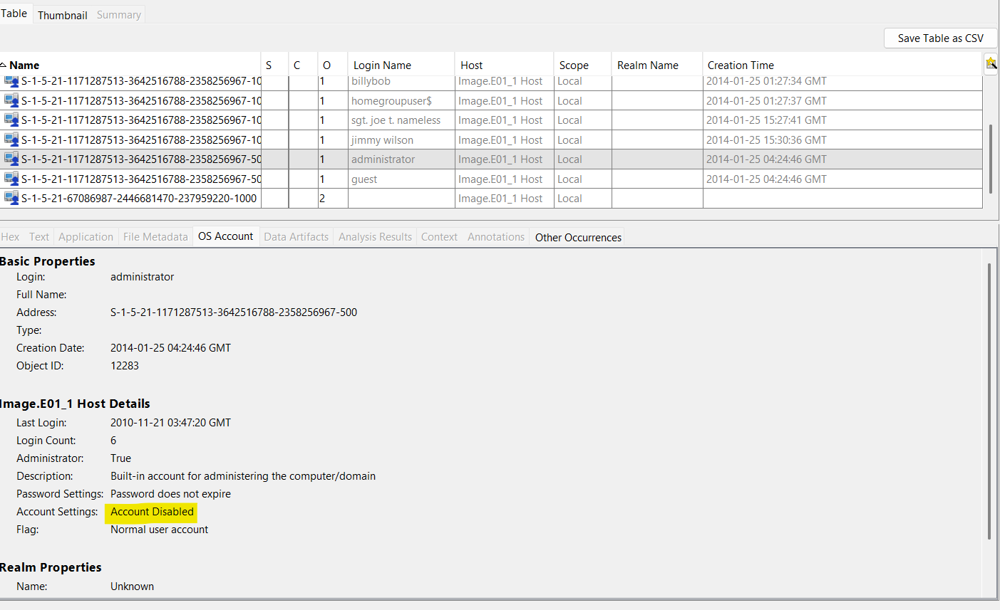 Table Thumbnail Summary
Save Table as CSV
Name S C O Login Name Host Scope Realm Name Creation Time
S-1-5-21-1171287513-3642516788-2358256967-10 1 billybob Image.E01_1 Host Local 2014-01-25 01:27:34 GMT
S-1-5-21-1171287513-3642516788-2358256967-10 1 homegroupuser$ Image.E01_1 Host Local 2014-01-25 01:27:37 GMT
S-1-5-21-1171287513-3642516788-2358256967-10 1 sgt. joe t. nameless Image.E01_1 Host Local 2014-01-25 15:27:41 GMT
S-1-5-21-1171287513-3642516788-2358256967-10 1 jimmy wilson Image.E01_1 Host Local 2014-01-25 15:30:36 GMT
S-1-5-21-1171287513-3642516788-2358256967-50 1 administrator Image.E01_1 Host Local 2014-01-25 04:24:46 GMT
S-1-5-21-1171287513-3642516788-2358256967-50 1 guest Image.E01_1 Host Local 2014-01-25 04:24:46 GMT
S-1-5-21-67086987-2446681470-237959220-1000 2 Image.E01_1 Host Local
Hex Text Application File Metadata OS Account Data Artifacts Analysis Results Context Annotations Other Occurrences
Basic Properties
Login: administrator
Full Name:
Address: S-1-5-21-1171287513-3642516788-2358256967-500
Type:
Creation Date: 2014-01-25 04:24:46 GMT
Object ID: 12283
Image.E01_1 Host Details
Last Login: 2010-11-21 03:47:20 GMT
Login Count: 6
Administrator: True
Description: Built-in account for administering the computer/domain
Password Settings: Password does not expire
Account Settings: Account Disabled
Flag: Normal user account
Realm Properties
Name: Unknown